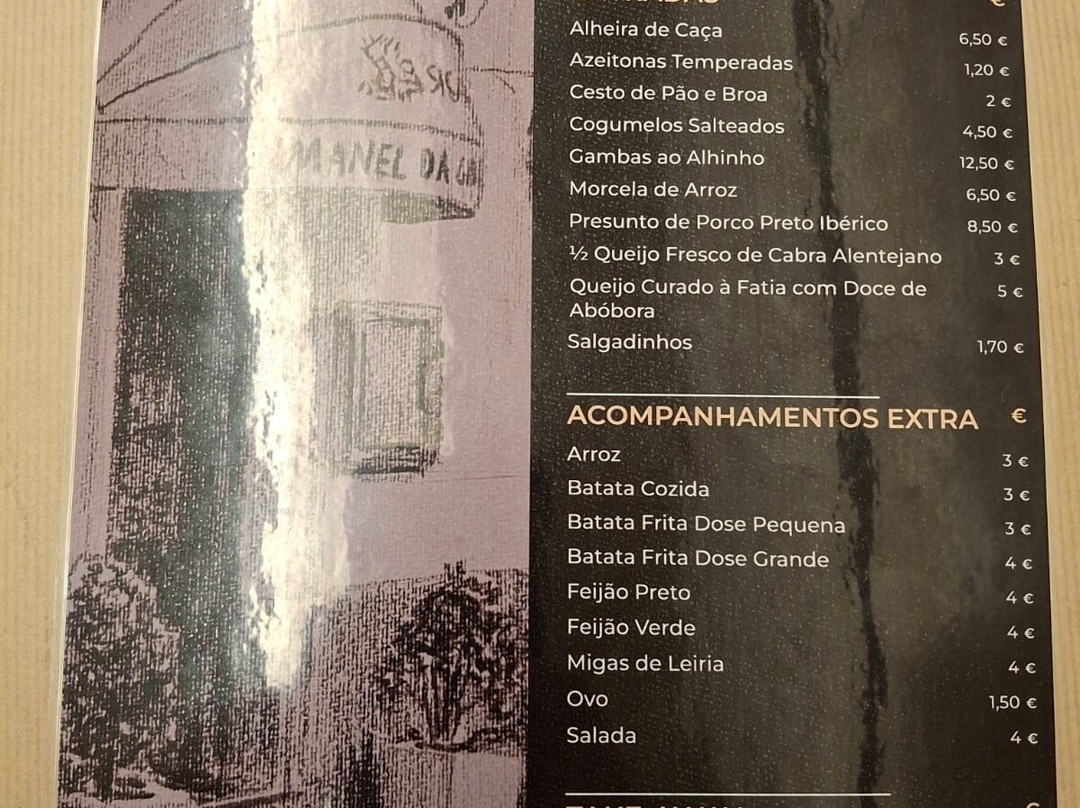 MANEL DA
€
Alheira de Caça 6,50 €
Azeitonas Temperadas 1,20 €
Cesto de Pão e Broa 2 €
Cogumelos Salteados 4,50 €
Gambas ao Alhinho 12,50 €
Morcela de Arroz 6,50 €
Presunto de Porco Preto Ibérico 8,50 €
½ Queijo Fresco de Cabra Alentejano 3 €
Queijo Curado à Fatia com Doce de 5 €
Abóbora
Salgadinhos 1,70 €
ACOMPANHAMENTOS EXTRA €
Arroz 3 €
Batata Cozida 3 €
Batata Frita Dose Pequena 3 €
Batata Frita Dose Grande 4 €
Feijão Preto 4 €
Feijão Verde 4 €
Migas de Leiria 4 €
Ovo 1,50 €
Salada 4 €